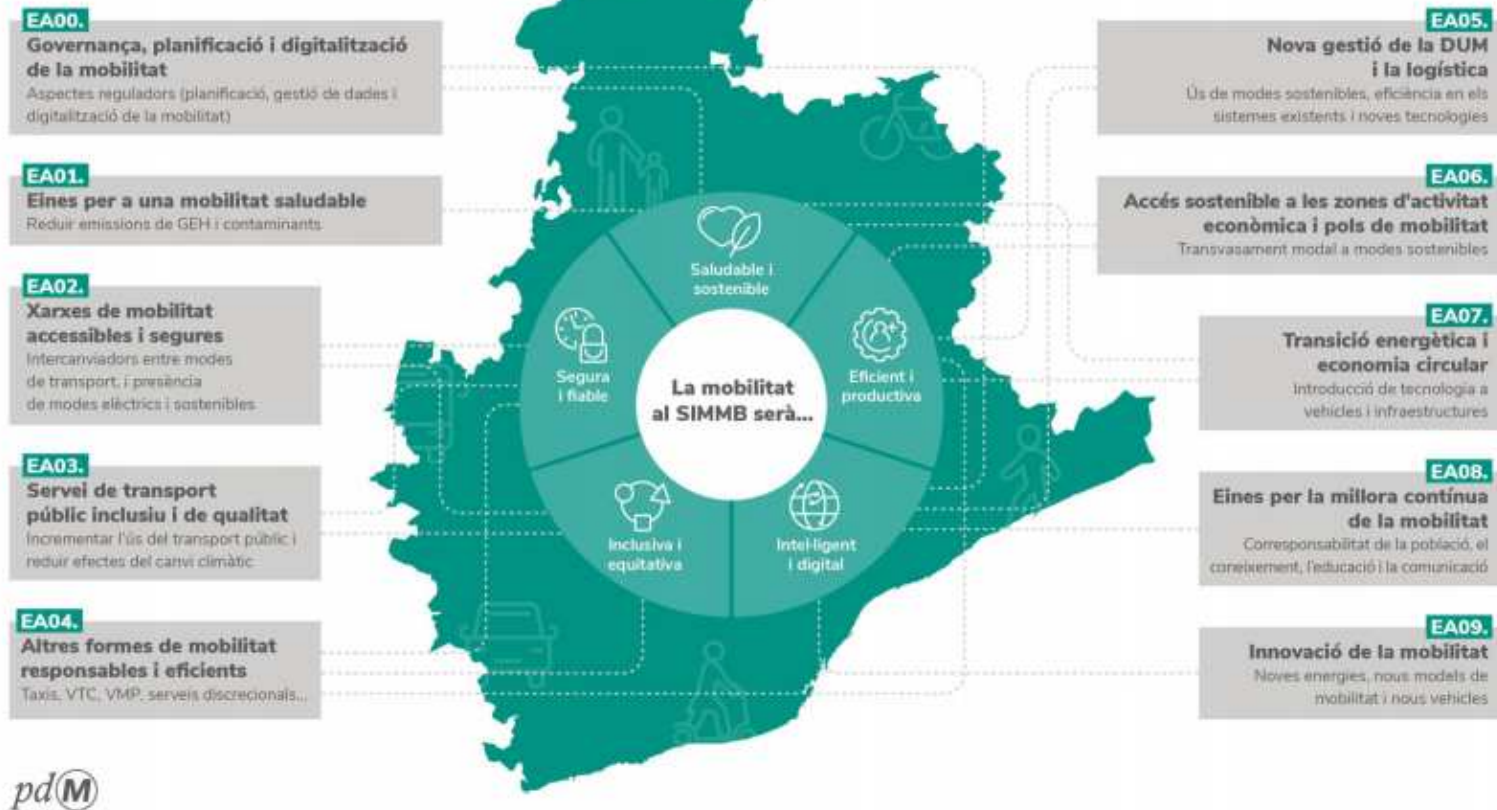 EA00.
Governança, planificació i digitalització
de la mobilitat
Aspectes reguladors (planificació, gestió de dades i
digitalització de la mobilitat)
EA01.
Eines per a una mobilitat saludable
Reduir emissions de GEH i contaminants
EA02.
Xarxes de mobilitat
accessibles i segures
Intercanviadors entre modes
de transport, i presència
de modes elèctrics i sostenibles
EA03.
Servei de transport
públic inclusiu i de qualitat
Incrementar l'ús del transport públic i
reduir efectes del canvi climàtic
EA04.
Altres formes de mobilitat
responsables i eficients
Taxis, VTC, VMP, serveis discrecionals...
Saludable i
sostenible
Segura
i fiable
Eficient i
productiva
La mobilitat
al SIMMB serà...
Inclusiva i
equitativa
Intel·ligent
i digital
EA05.
Nova gestió de la DUM
i la logística
Ús de modes sostenibles, eficiència en els
sistemes existents i noves tecnologies
EA06.
Accés sostenible a les zones d'activitat
econòmica i pols de mobilitat
Transvasament modal a modes sostenibles
EA07.
Transició energètica i
economia circular
Introducció de tecnologia a
vehicles i infraestructures
EA08.
Eines per la millora contínua
de la mobilitat
Corresponsabilitat de la població, el
coneixement, l'educació i la comunicació
EA09.
Innovació de la mobilitat
Noves energies, nous models de
mobilitat i nous vehicles
pdM